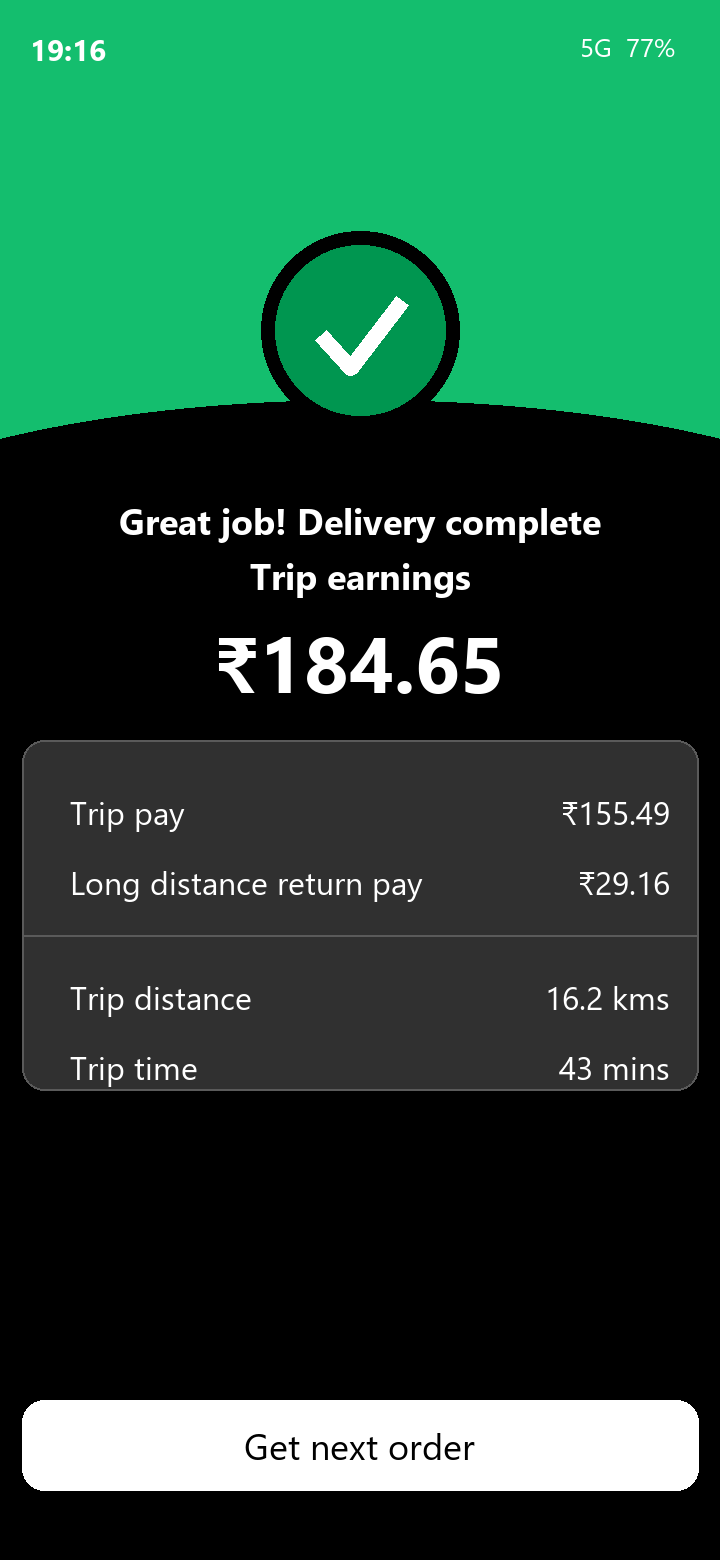 19:16 5G 77%
Great job! Delivery complete
Trip earnings
₹184.65
Trip pay ₹155.49
Long distance return pay ₹29.16
Trip distance 16.2 kms
Trip time 43 mins
Get next order